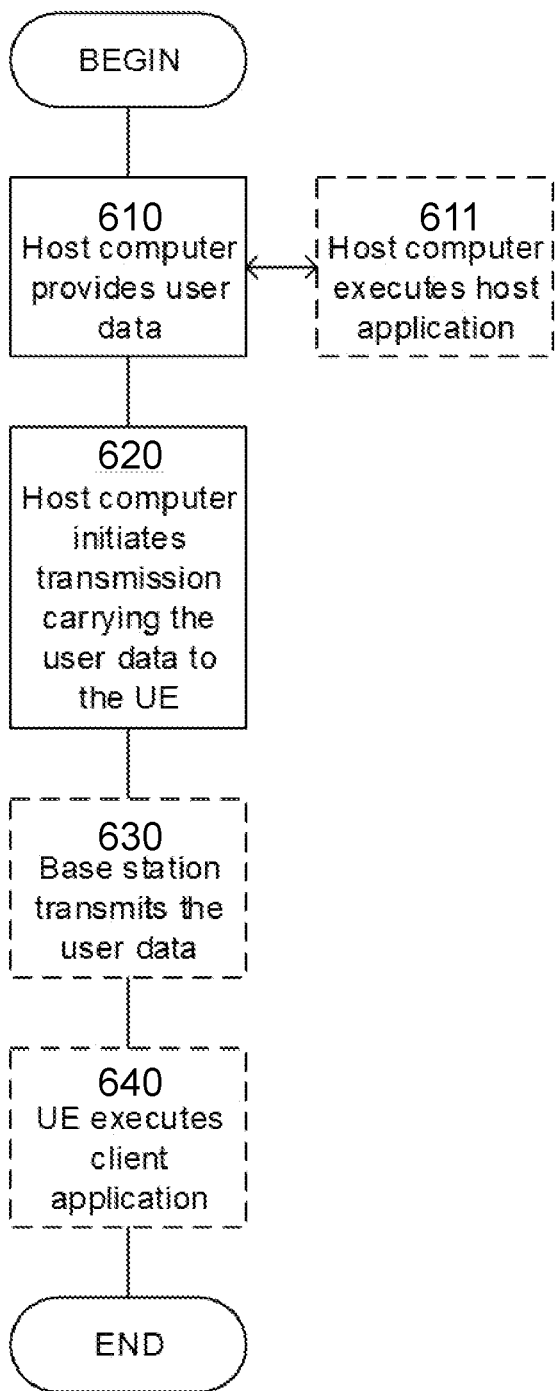 BEGIN
610
Host computer
provides user
data
611
Host computer
executes host
application
620
Host computer
initiates
transmission
carrying the
user data to
the UE
630
Base station
transmits the
user data
640
UE executes
client
application
END